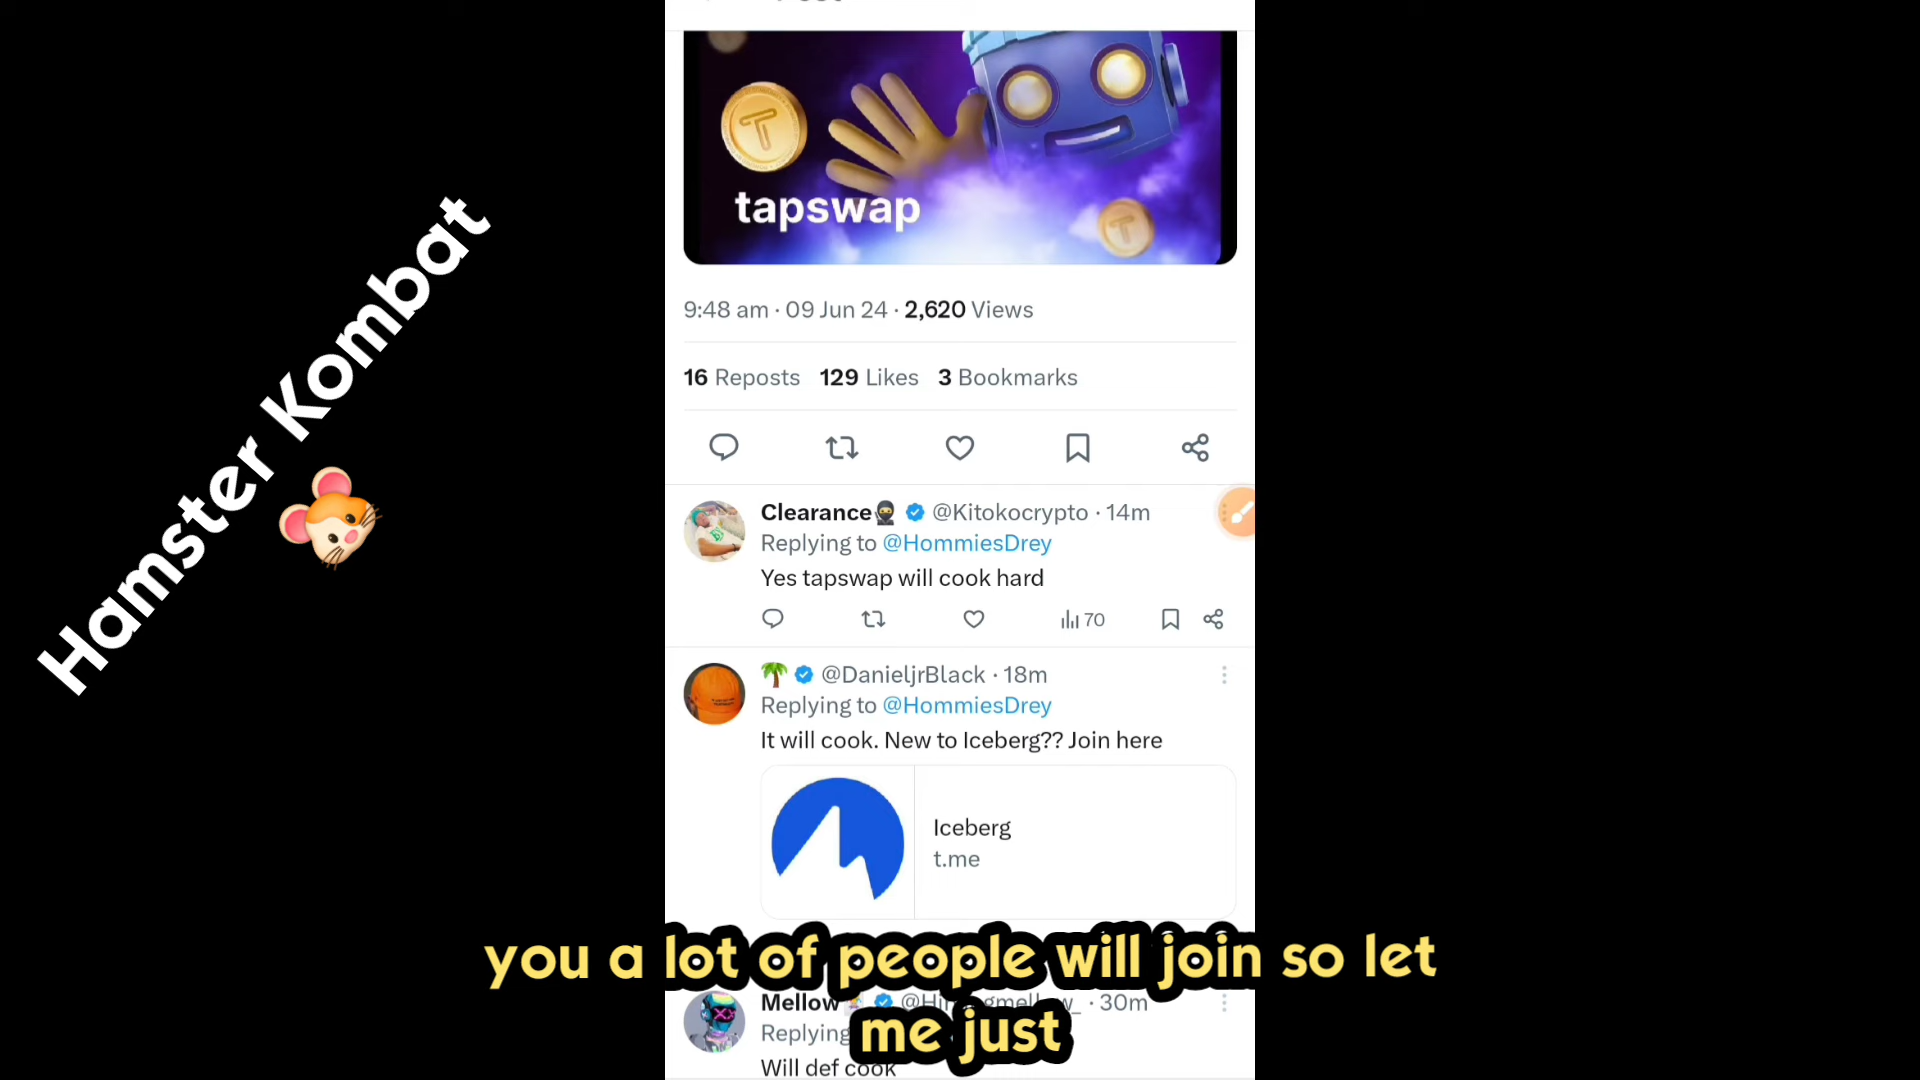 Hamster Kombat
tapswap
9:48 am · 09 Jun 24 · 2,620 Views
16 Reposts 129 Likes 3 Bookmarks
Clearance @Kitokocrypto · 14m
Replying to @HommiesDrey
Yes tapswap will cook hard
70
@DanieljrBlack · 18m
Replying to @HommiesDrey
It will cook. New to Iceberg?? Join here
Iceberg
t.me
you a lot of people will join so let
me just
Mellow · 30m
Replying
Will def cook